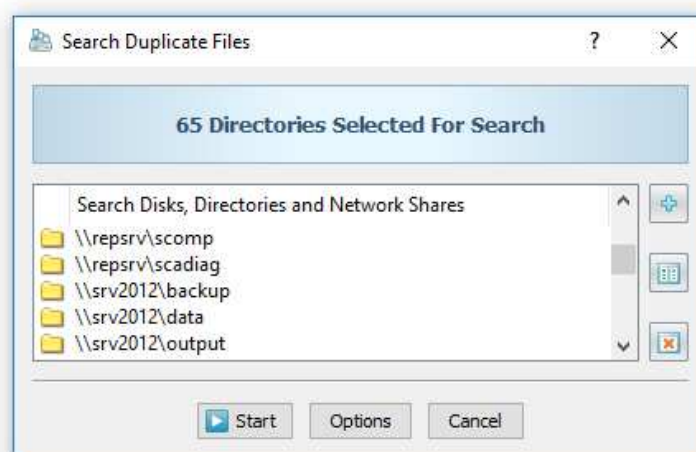 Search Duplicate Files ?
65 Directories Selected For Search
Search Disks, Directories and Network Shares
\\repsrv\scomp
\\repsrv\scadiag
\\srv2012\backup
\\srv2012\data
\\srv2012\output
Start Options Cancel